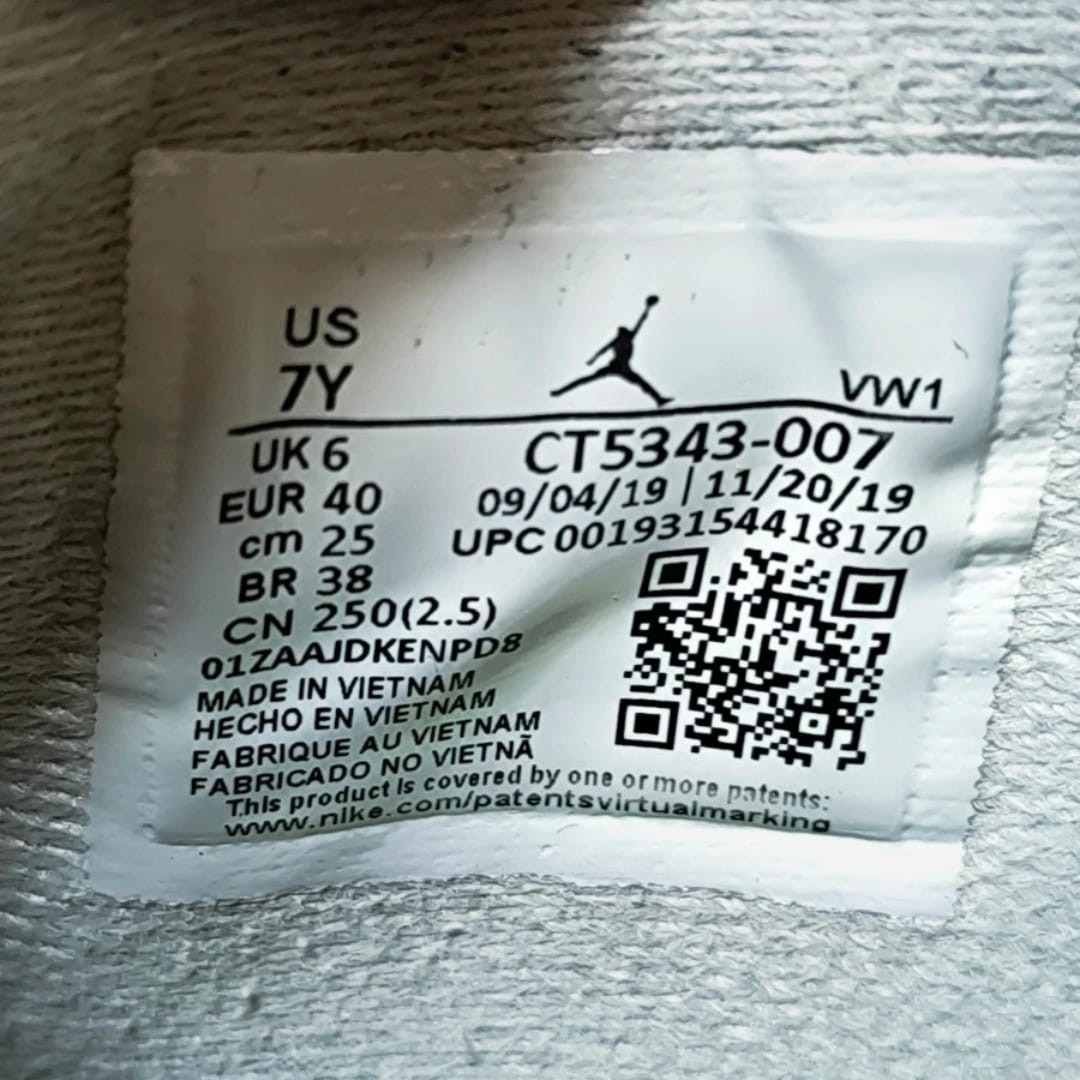 US
7Y
VW1
UK 6
CT5343-007
EUR 40
09/04/19 | 11/20/19
cm 25
UPC 00193154418170
BR 38
CN 250(2.5)
01ZAAJDKENPD8
MADE IN VIETNAM
HECHO EN VIETNAM
FABRIQUE AU VIETNAM
FABRICADO NO VIETNÃ
This product is covered by one or more patents:
www.nike.com/patentsvirtualmarking